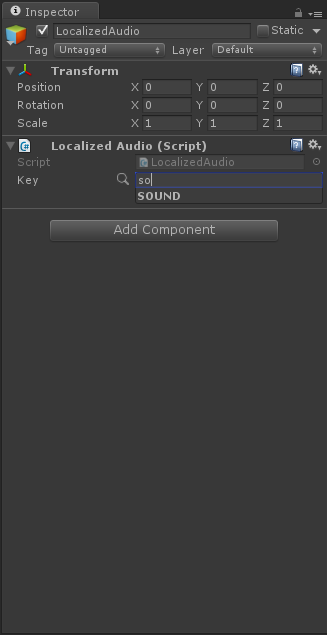 Inspector
LocalizedAudio Static
Tag Untagged Layer Default
Transform
Position X 0 Y 0 Z 0
Rotation X 0 Y 0 Z 0
Scale X 1 Y 1 Z 1
Localized Audio (Script)
Script LocalizedAudio
Key so
SOUND
Add Component